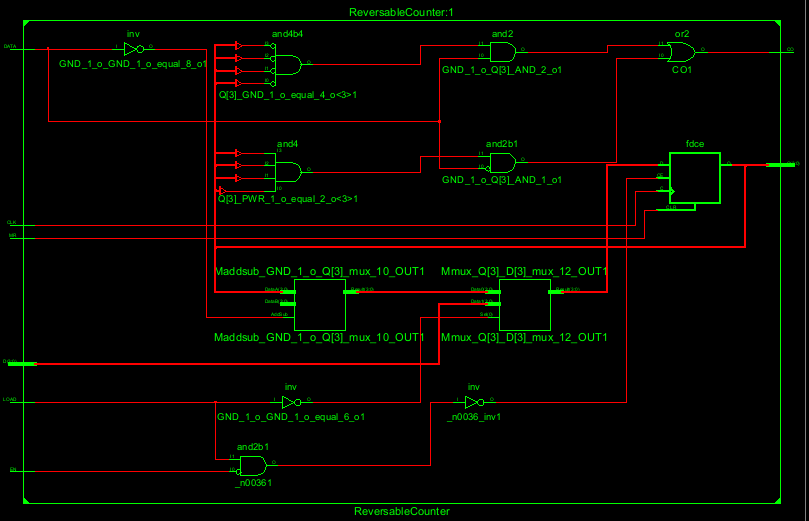 ReversableCounter:1
inv
and4b4
and2
or2
DATA
GND_1_o_GND_1_o_equal_8_o1
GND_1_o_Q[3]_AND_2_o1
CO1
Q[3]_GND_1_o_equal_4_o<3>1
and4
and2b1
fdce
GND_1_o_Q[3]_AND_1_o1
Q[3]_PWR_1_o_equal_2_o<3>1
CLK
Maddsub_GND_1_o_Q[3]_mux_10_OUT1
Mmux_Q[3]_D[3]_mux_12_OUT1
AddSub
Maddsub_GND_1_o_Q[3]_mux_10_OUT1
Mmux_Q[3]_D[3]_mux_12_OUT1
inv
inv
LOAD
GND_1_o_GND_1_o_equal_6_o1
_n0036_inv1
and2b1
EN
_n00361
ReversableCounter